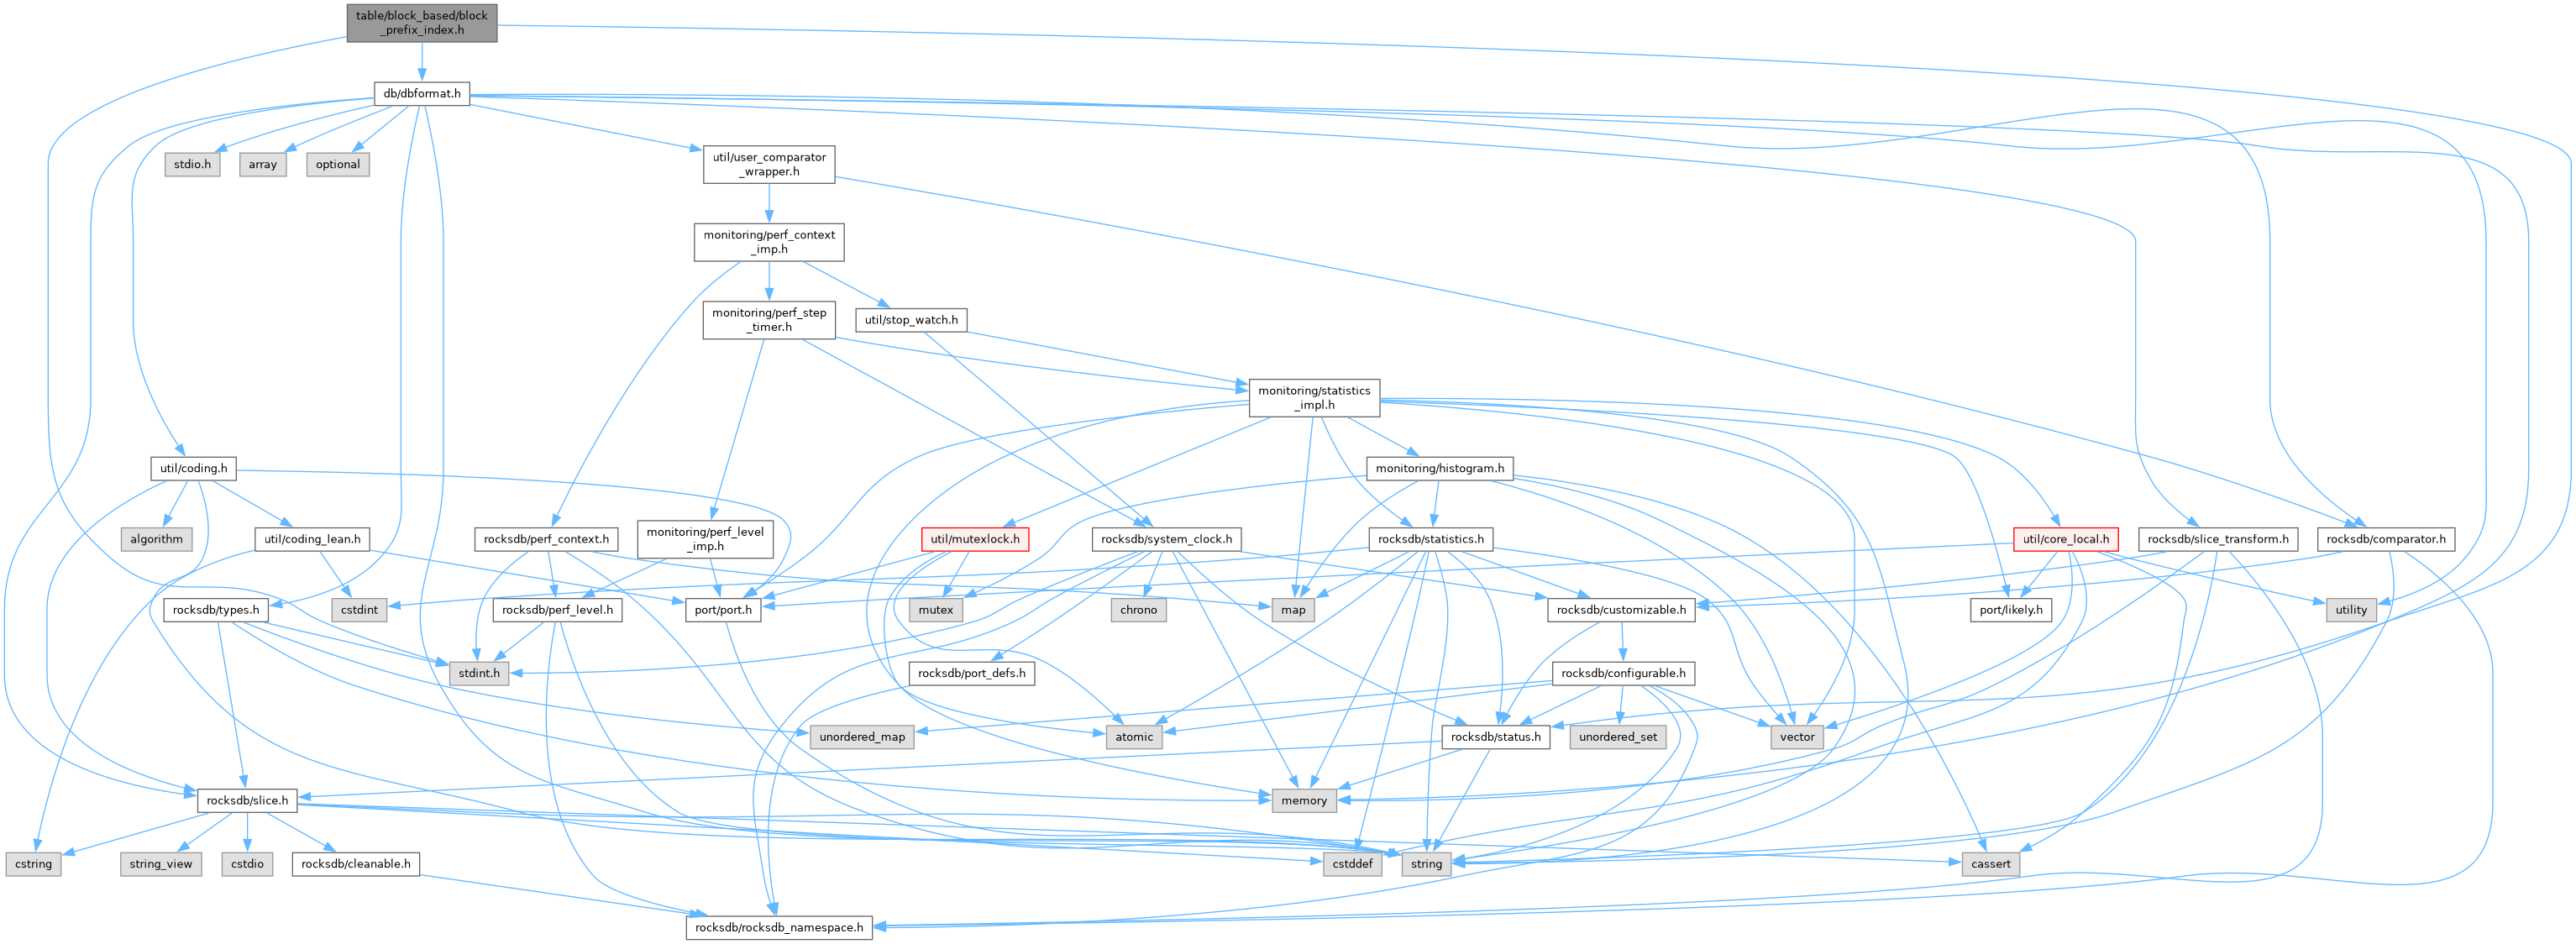 table/block_based/block
_prefix_index.h
db/dbformat.h
stdio.h
array
optional
util/user_comparator
_wrapper.h
monitoring/perf_context
_imp.h
monitoring/perf_step
_timer.h
util/stop_watch.h
monitoring/statistics
_impl.h
util/coding.h
monitoring/histogram.h
algorithm
util/coding_lean.h
rocksdb/perf_context.h
monitoring/perf_level
_imp.h
util/mutexlock.h
rocksdb/system_clock.h
rocksdb/statistics.h
util/core_local.h
rocksdb/slice_transform.h
rocksdb/comparator.h
rocksdb/types.h
cstdint
rocksdb/perf_level.h
port/port.h
mutex
chrono
map
rocksdb/customizable.h
port/likely.h
utility
stdint.h
rocksdb/port_defs.h
rocksdb/configurable.h
unordered_map
atomic
rocksdb/status.h
unordered_set
vector
rocksdb/slice.h
memory
cstring
string_view
cstdio
rocksdb/cleanable.h
cstddef
string
cassert
rocksdb/rocksdb_namespace.h